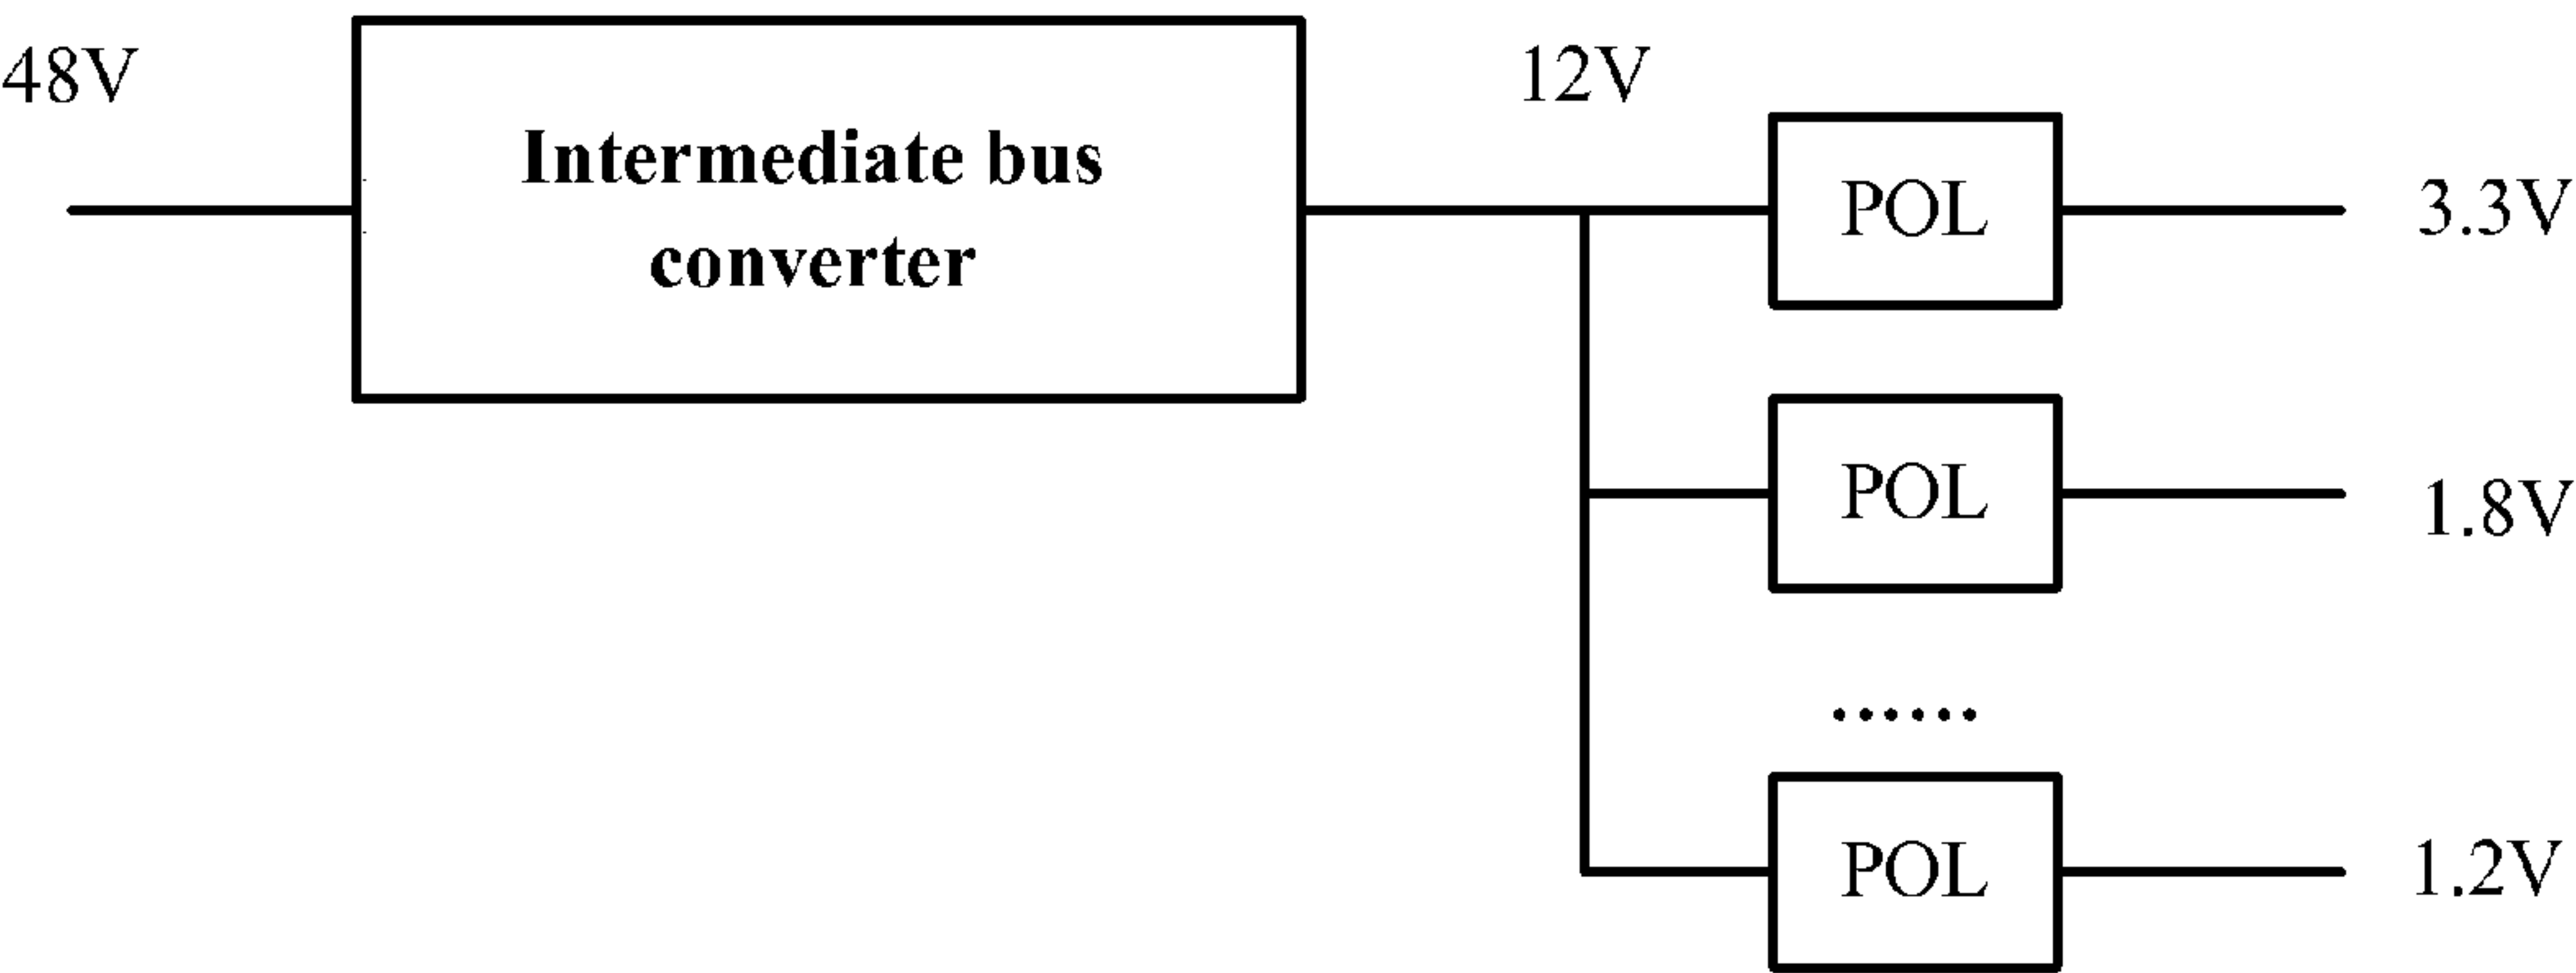 48V
Intermediate bus
converter
12V
POL
3.3V
POL
1.8V
......
POL
1.2V